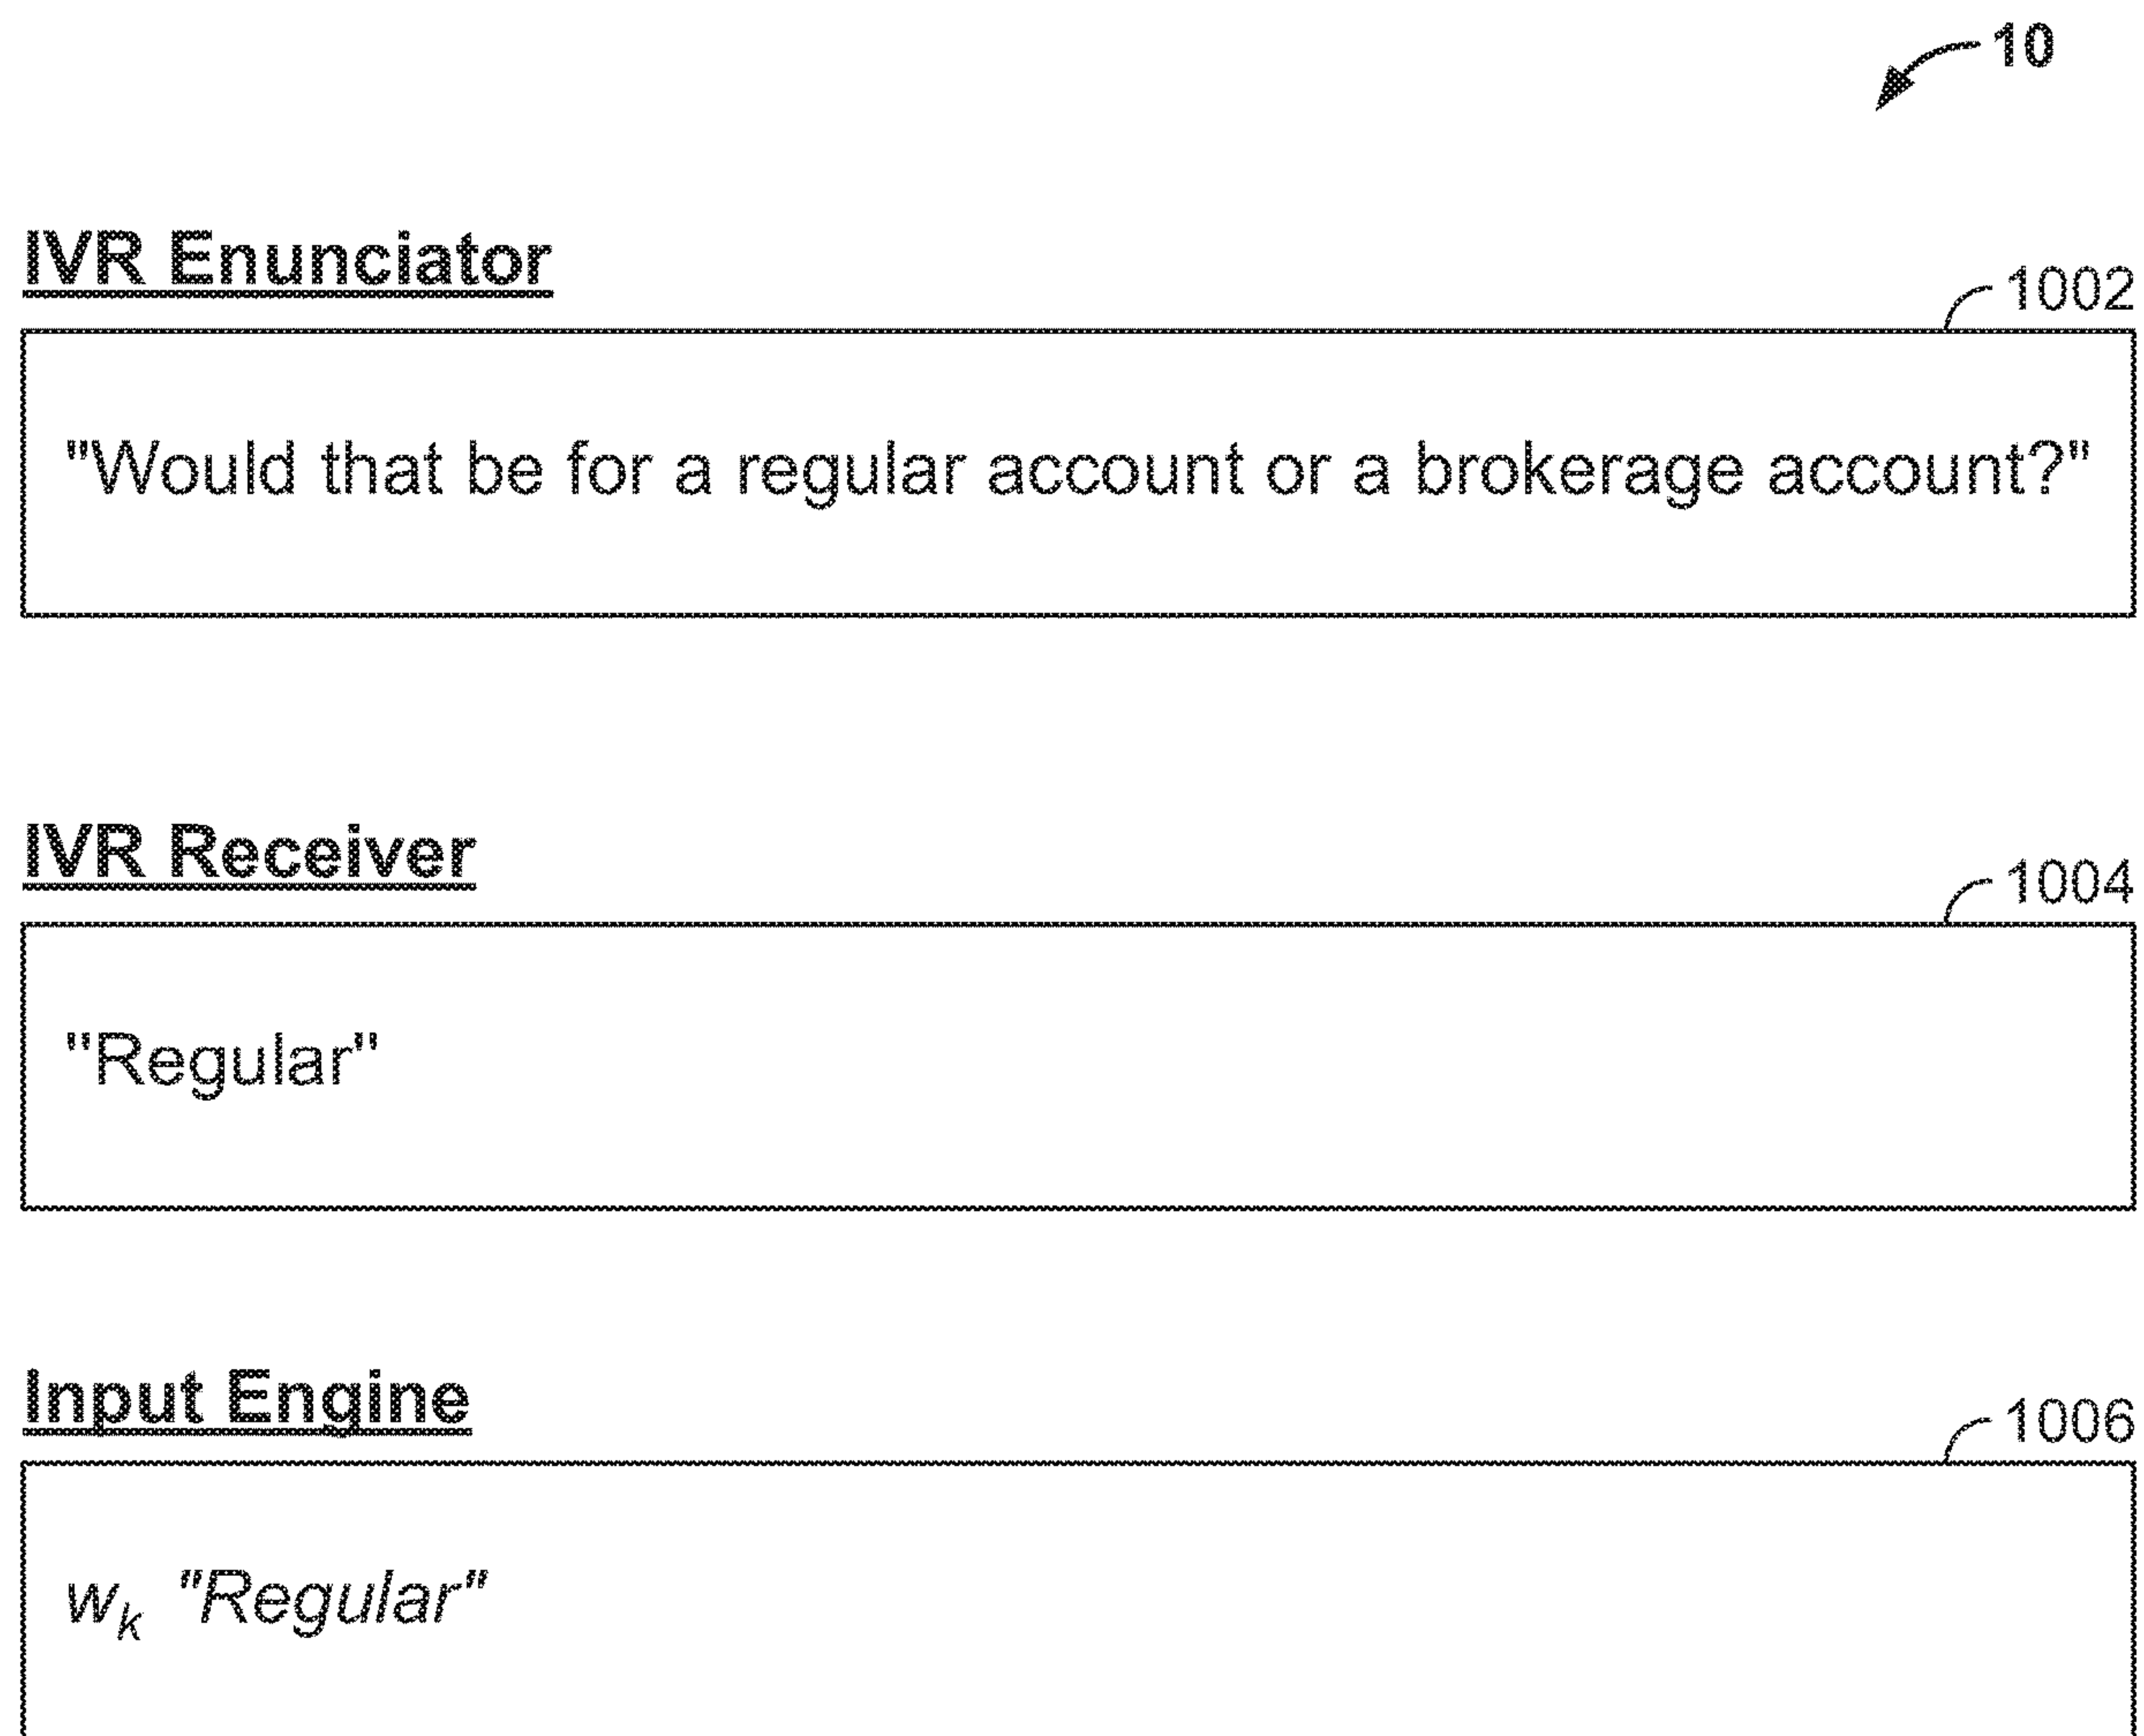 10
IVR Enunciator
1002
"Would that be for a regular account or a brokerage account?"
IVR Receiver
1004
"Regular"
Input Engine
1006
wk "Regular"